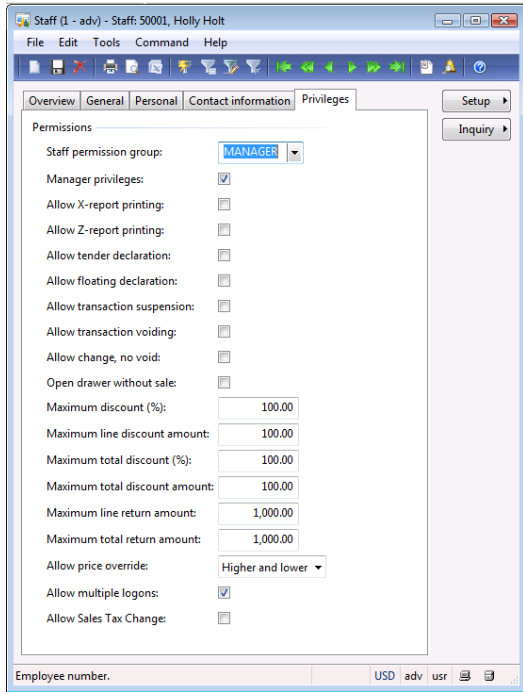 Staff (1 - adv) - Staff: 50001, Holly Holt
File Edit Tools Command Help
Overview General Personal Contact information Privileges
Setup
Inquiry
Permissions
Staff permission group: MANAGER
Manager privileges:
Allow X-report printing:
Allow Z-report printing:
Allow tender declaration:
Allow floating declaration:
Allow transaction suspension:
Allow transaction voiding:
Allow change, no void:
Open drawer without sale:
Maximum discount (%): 100.00
Maximum line discount amount: 100.00
Maximum total discount (%): 100.00
Maximum total discount amount: 100.00
Maximum line return amount: 1,000.00
Maximum total return amount: 1,000.00
Allow price override: Higher and lower
Allow multiple logons:
Allow Sales Tax Change:
Employee number. USD adv usr